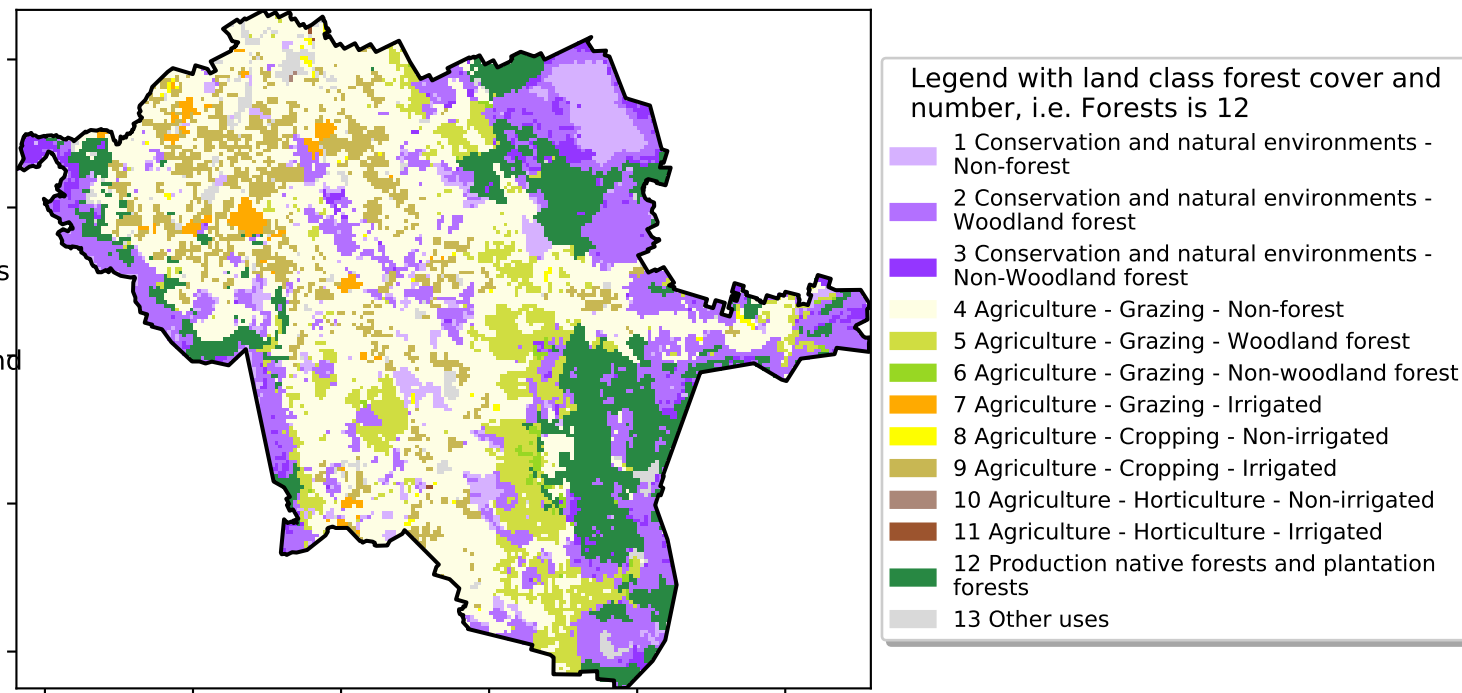 s
nd
Legend with land class forest cover and
number, i.e. Forests is 12
1 Conservation and natural environments -
Non-forest
2 Conservation and natural environments -
Woodland forest
3 Conservation and natural environments -
Non-Woodland forest
4 Agriculture - Grazing - Non-forest
5 Agriculture - Grazing - Woodland forest
6 Agriculture - Grazing - Non-woodland forest
7 Agriculture - Grazing - Irrigated
8 Agriculture - Cropping - Non-irrigated
9 Agriculture - Cropping - Irrigated
10 Agriculture - Horticulture - Non-irrigated
11 Agriculture - Horticulture - Irrigated
12 Production native forests and plantation
forests
13 Other uses